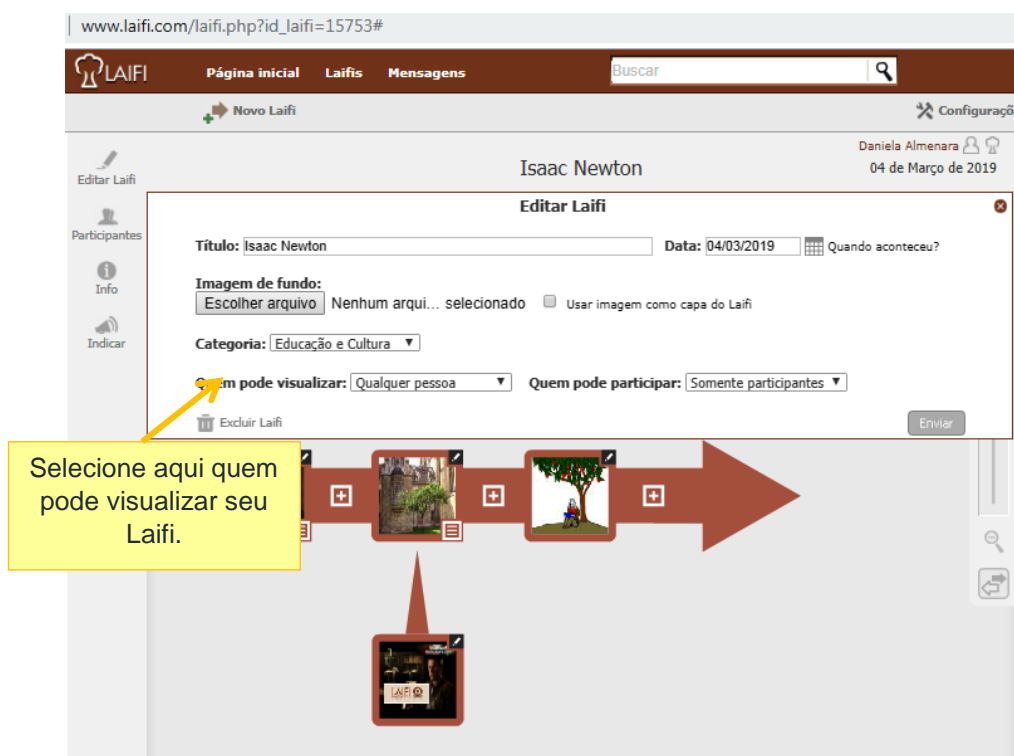 www.laifi.com/laifi.php?id_laifi=15753#
LAIFI Página inicial Laifis Mensagens Buscar
Novo Laifi Configuraçõ
Daniela Almenara
Editar Laifi Isaac Newton 04 de Março de 2019
Editar Laifi
Participantes
Título: Isaac Newton Data: 04/03/2019 Quando aconteceu?
Info
Imagem de fundo:
Escolher arquivo Nenhum arqui... selecionado Usar imagem como capa do Laifi
Indicar
Categoria: Educação e Cultura
Quem pode visualizar: Qualquer pessoa Quem pode participar: Somente participantes
Excluir Laifi Enviar
Selecione aqui quem
pode visualizar seu
Laifi.
LAIFI